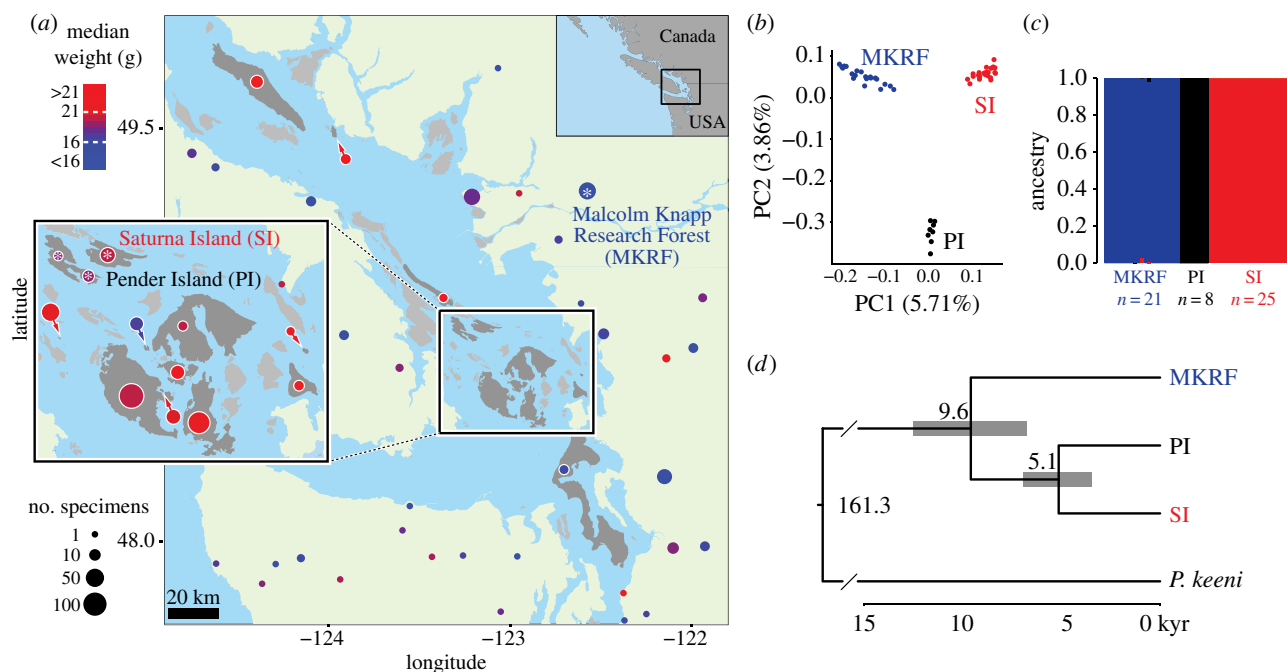 (a)
median
weight (g)
>21
21
16
<16
Canada
USA
49.5
48.0
latitude
Malcolm Knapp
Research Forest
(MKRF)
Saturna Island (SI)
Pender Island (PI)
no. specimens
1
10
50
100
20 km
−124
−123
−122
longitude
(b)
MKRF
SI
PI
0.1
0.0
−0.1
−0.2
−0.3
PC2 (3.86%)
−0.2
−0.1
0.0
0.1
PC1 (5.71%)
(c)
1.0
0.8
0.6
0.4
0.2
0.0
ancestry
MKRF PI SI
n = 21 n = 8 n = 25
(d)
MKRF
9.6
PI
5.1
161.3
SI
P. keeni
15 10 5 0 kyr